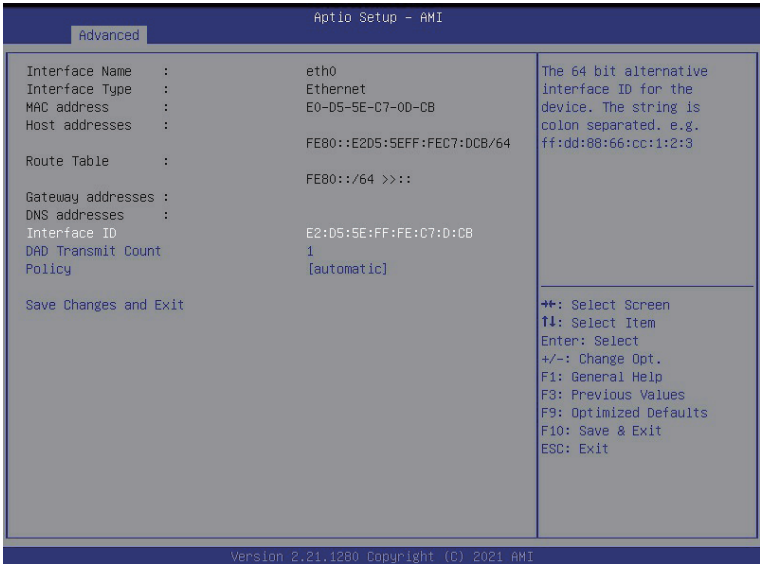 Aptio Setup – AMI
Advanced
Interface Name :  eth0
Interface Type :  Ethernet
MAC address :  E0-D5-5E-C7-0D-CB
Host addresses :
FE80::E2D5:5EFF:FEC7:DCB/64
Route Table :
FE80::/64 >>::
Gateway addresses :
DNS addresses :
Interface ID  E2:D5:5E:FF:FE:C7:D:CB
DAD Transmit Count  1
Policy  [automatic]
Save Changes and Exit
The 64 bit alternative
interface ID for the
device. The string is
colon separated. e.g.
ff:dd:88:66:cc:1:2:3
→←: Select Screen
↑↓: Select Item
Enter: Select
+/-: Change Opt.
F1: General Help
F3: Previous Values
F9: Optimized Defaults
F10: Save & Exit
ESC: Exit
Version 2.21.1280 Copyright (C) 2021 AMI